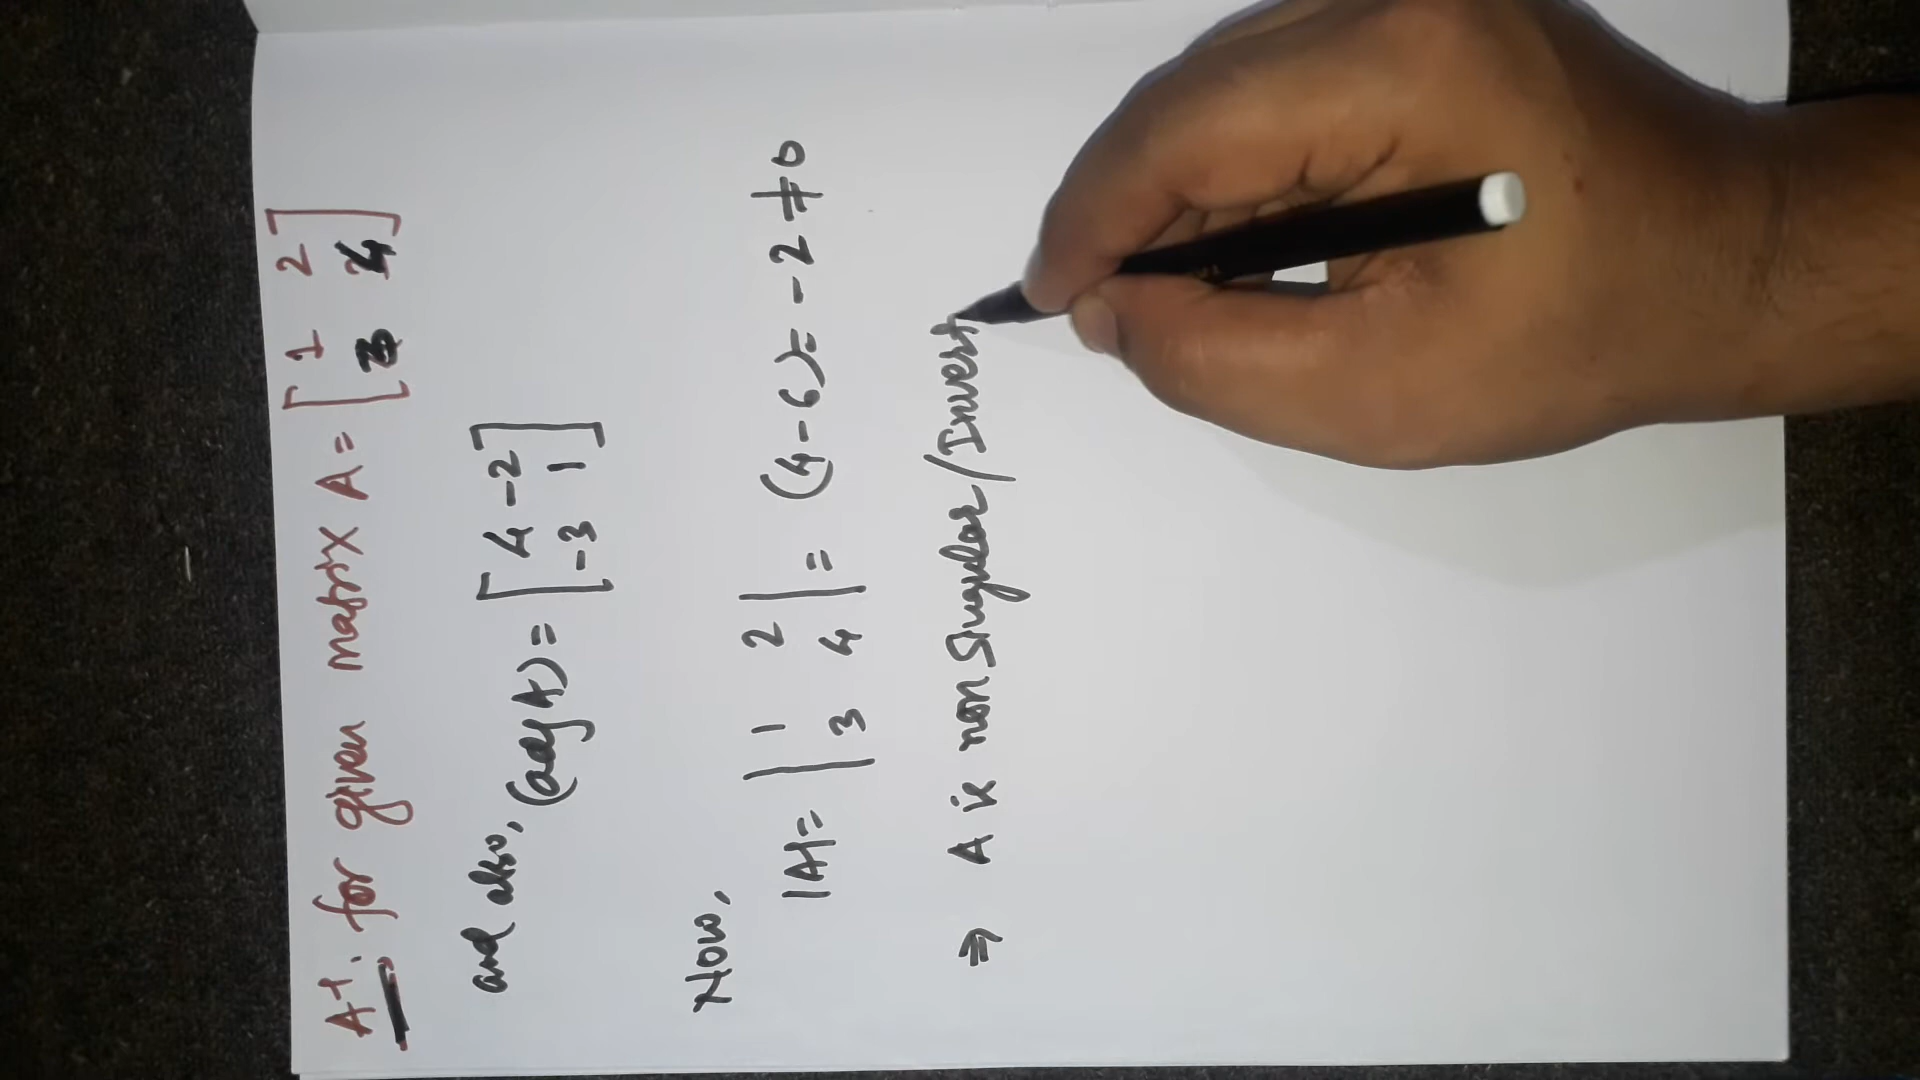 A⁻¹. for given matrix A = [1 2
3 4]
and also, (adj A) = [4 -2
-3 1]
Now,
|A| = |1 2
3 4| = (4-6) = -2 ≠ 0
⇒ A is non Singular/Invert